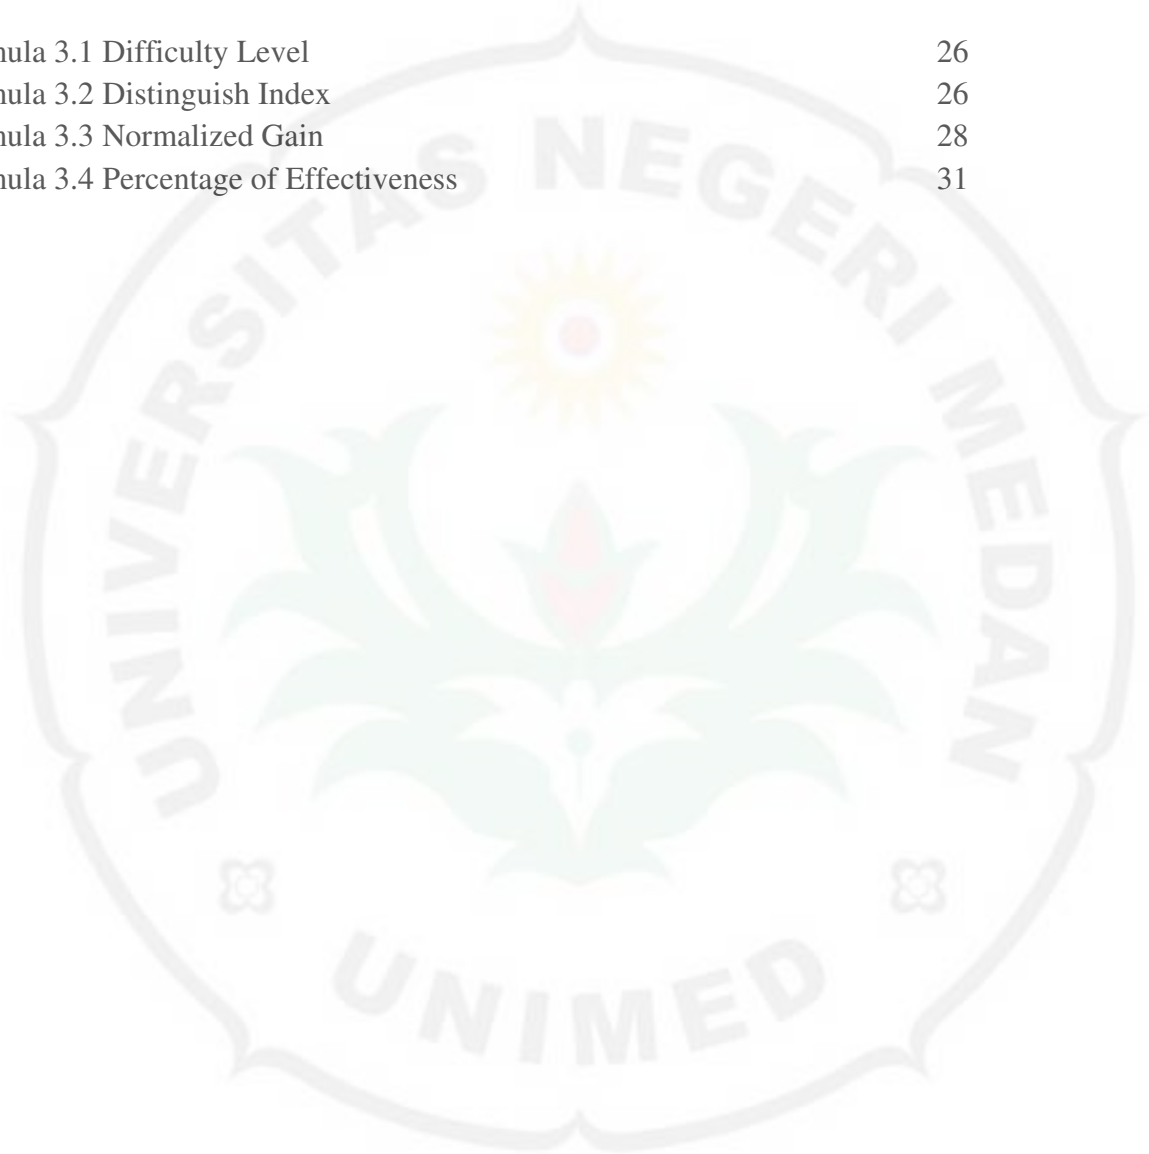 mula 3.1 Difficulty Level 26
mula 3.2 Distinguish Index 26
mula 3.3 Normalized Gain 28
mula 3.4 Percentage of Effectiveness 31
UNIVERSITAS NEGERI MEDAN
UNIMED